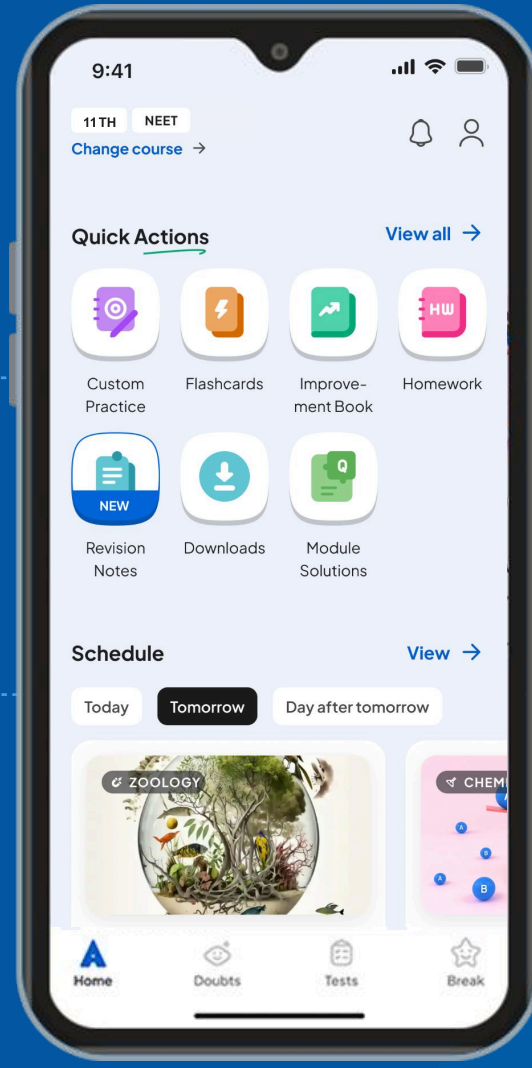 9:41
11TH NEET
Change course →
Quick Actions
View all →
HW
Custom Practice
Flashcards
Improve-
ment Book
Homework
Q
NEW
Revision
Notes
Downloads
Module
Solutions
Schedule
View →
Today
Tomorrow
Day after tomorrow
ZOOLOGY
CHEMI
A
A
B
A
B
Home
Doubts
Tests
Break